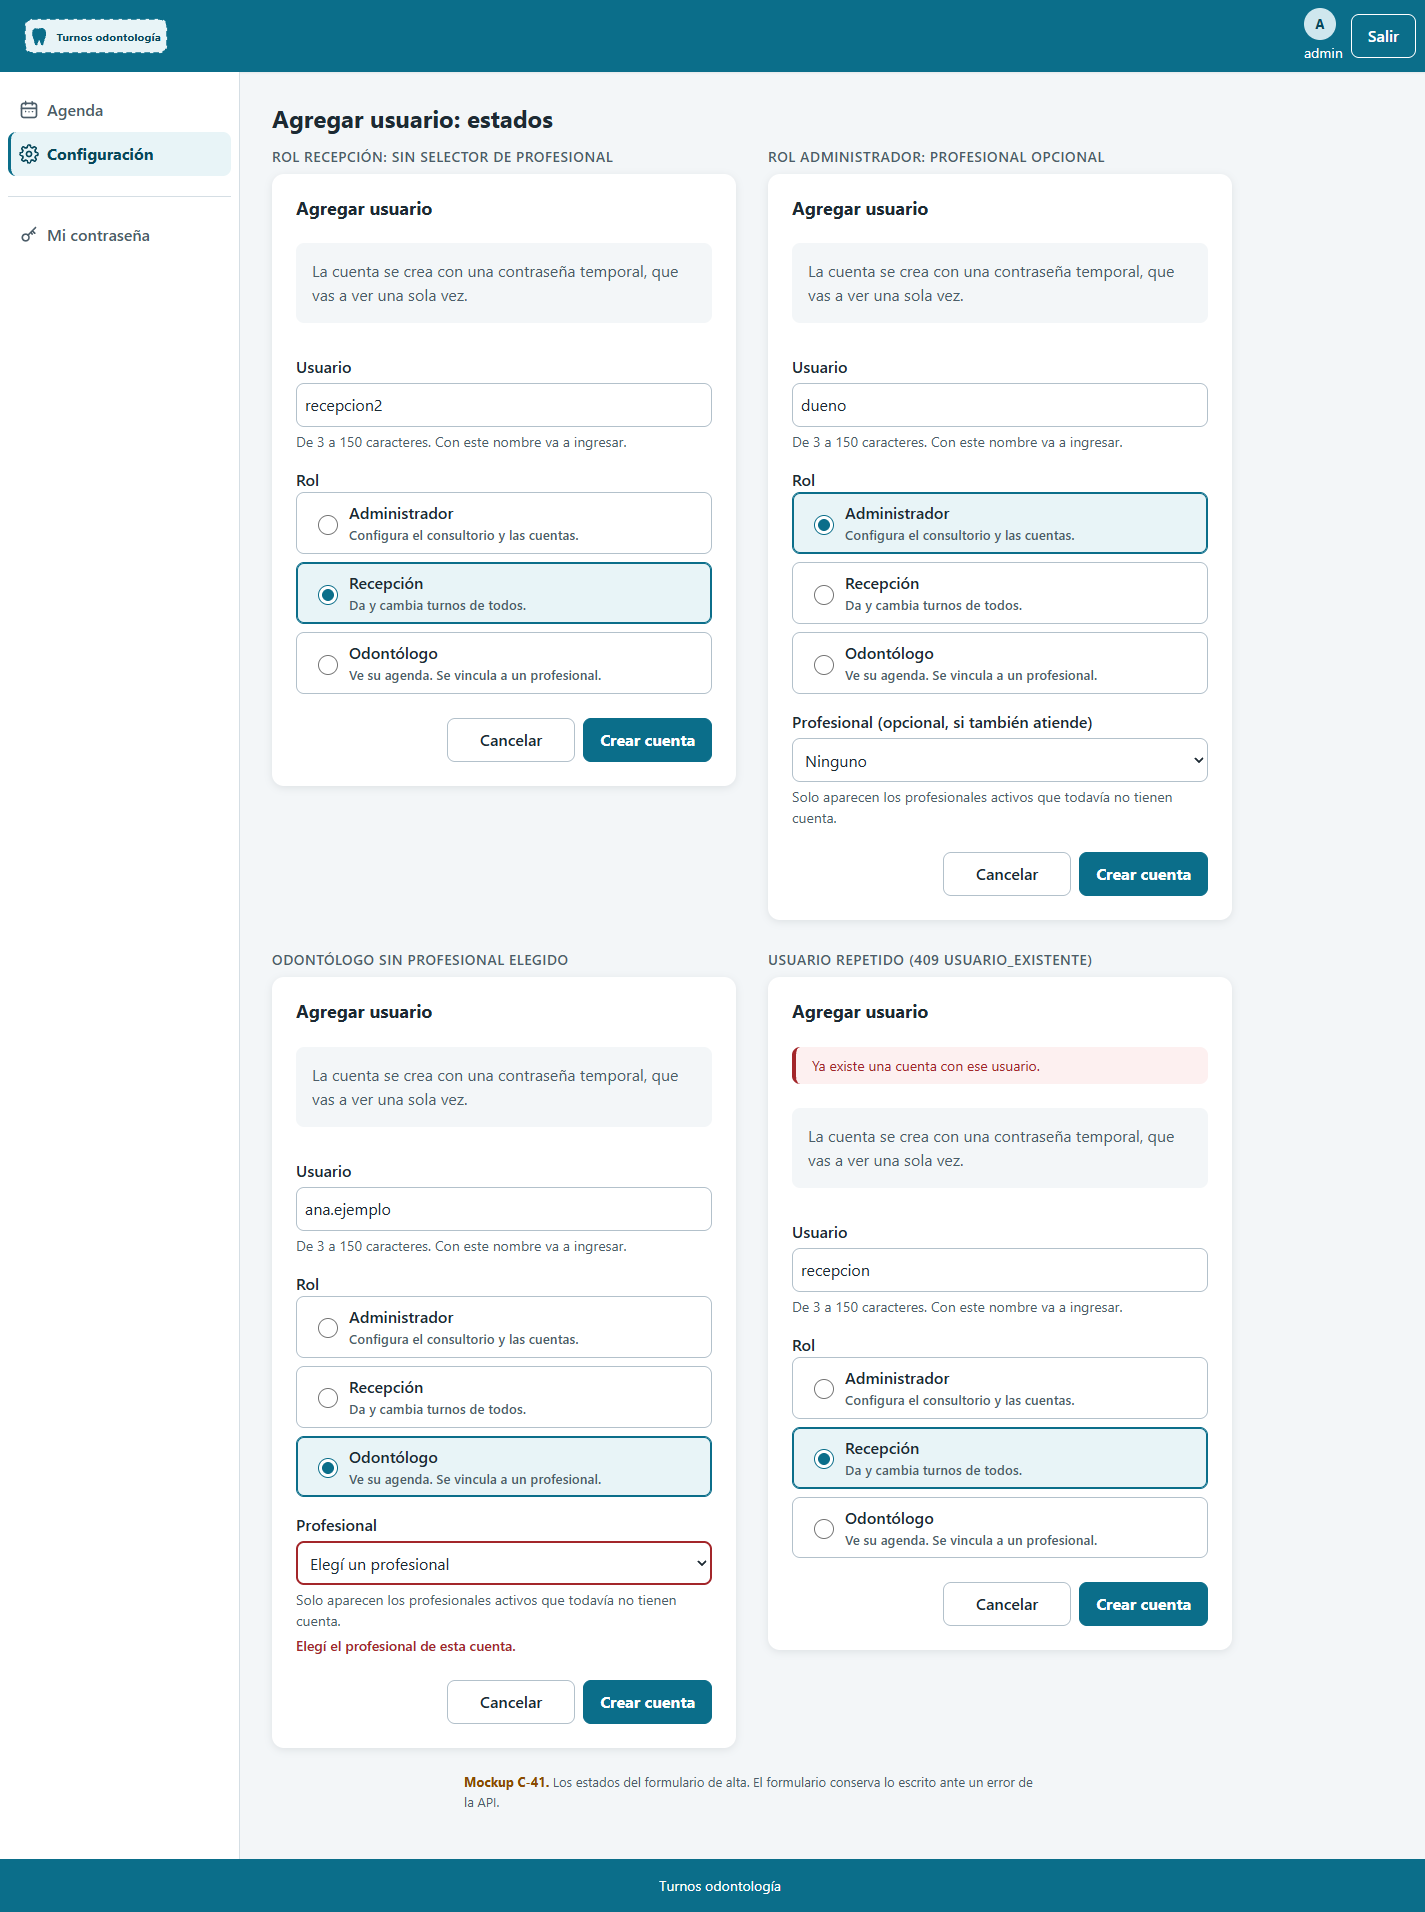 Turnos odontología
A
admin
Salir
Agenda
Configuración
Mi contraseña
Agregar usuario: estados
ROL RECEPCIÓN: SIN SELECTOR DE PROFESIONAL
Agregar usuario
La cuenta se crea con una contraseña temporal, que
vas a ver una sola vez.
Usuario
recepcion2
De 3 a 150 caracteres. Con este nombre va a ingresar.
Rol
Administrador
Configura el consultorio y las cuentas.
Recepción
Da y cambia turnos de todos.
Odontólogo
Ve su agenda. Se vincula a un profesional.
Cancelar
Crear cuenta
ROL ADMINISTRADOR: PROFESIONAL OPCIONAL
Agregar usuario
La cuenta se crea con una contraseña temporal, que
vas a ver una sola vez.
Usuario
dueno
De 3 a 150 caracteres. Con este nombre va a ingresar.
Rol
Administrador
Configura el consultorio y las cuentas.
Recepción
Da y cambia turnos de todos.
Odontólogo
Ve su agenda. Se vincula a un profesional.
Profesional (opcional, si también atiende)
Ninguno
Solo aparecen los profesionales activos que todavía no tienen
cuenta.
Cancelar
Crear cuenta
ODONTÓLOGO SIN PROFESIONAL ELEGIDO
Agregar usuario
La cuenta se crea con una contraseña temporal, que
vas a ver una sola vez.
Usuario
ana.ejemplo
De 3 a 150 caracteres. Con este nombre va a ingresar.
Rol
Administrador
Configura el consultorio y las cuentas.
Recepción
Da y cambia turnos de todos.
Odontólogo
Ve su agenda. Se vincula a un profesional.
Profesional
Elegí un profesional
Solo aparecen los profesionales activos que todavía no tienen
cuenta.
Elegí el profesional de esta cuenta.
Cancelar
Crear cuenta
USUARIO REPETIDO (409 USUARIO_EXISTENTE)
Agregar usuario
Ya existe una cuenta con ese usuario.
La cuenta se crea con una contraseña temporal, que
vas a ver una sola vez.
Usuario
recepcion
De 3 a 150 caracteres. Con este nombre va a ingresar.
Rol
Administrador
Configura el consultorio y las cuentas.
Recepción
Da y cambia turnos de todos.
Odontólogo
Ve su agenda. Se vincula a un profesional.
Cancelar
Crear cuenta
Mockup C-41. Los estados del formulario de alta. El formulario conserva lo escrito ante un error de
la API.
Turnos odontología